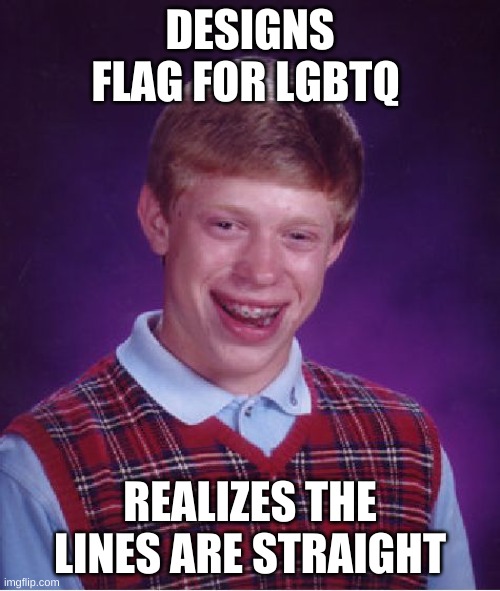 DESIGNS
FLAG FOR LGBTQ
REALIZES THE
LINES ARE STRAIGHT
imgflip.com